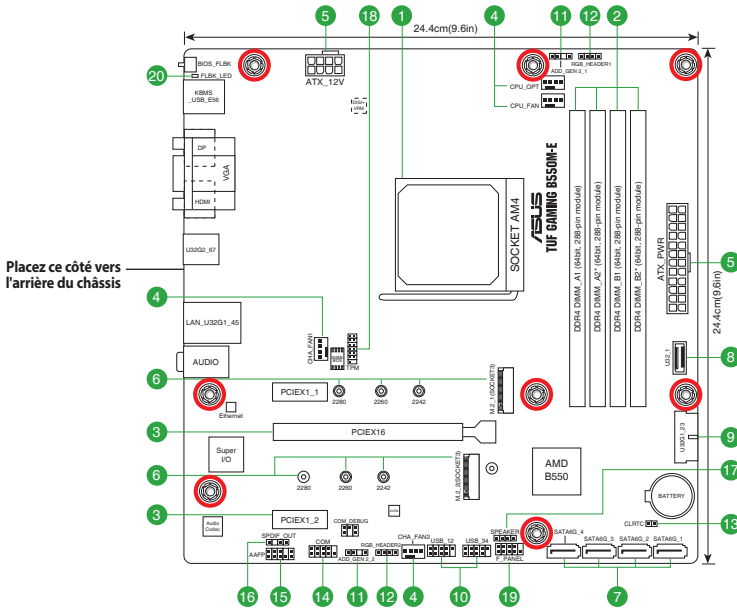 18
1
4
11
12
2
5
24.4cm(9.6in)
BIOS_FLBK
FLBK_LED
20
KBMS
_USB_E56
ATX_12V
DIGI+
VRM
ADD_GEN 2_1
RGB_HEADER1
CPU_OPT
CPU_FAN
DP
VGA
HDMI
U32G2_67
SOCKET AM4
ASUS
TUF GAMING B550M-E
DDR4 DIMM_A1 (64bit, 288-pin module)
DDR4 DIMM_A2* (64bit, 288-pin module)
DDR4 DIMM_B1 (64bit, 288-pin module)
DDR4 DIMM_B2* (64bit, 288-pin module)
ATX_PWR
5
24.4cm(9.6in)
Placez ce côté vers
l'arrière du châssis
4
18
LAN_U32G1_45
CHA_FAN1
TPM
AUDIO
U32_1
8
6
PCIEX1_1
2280
2260
2242
M.2_1(SOCKET3)
Ethernet
3
PCIEX16
U32G1_23
9
Super
I/O
6
2280
2260
2242
M.2_2(SOCKET3)
AMD
B550
17
BATTERY
3
Audio
Codec
PCIEX1_2
COM_DEBUG
CLRTC
13
SPDIF_OUT
AAFP
COM
ADD_GEN 2_2
RGB_HEADER2
CHA_FAN2
USB_12
USB_34
SPEAKER
F_PANEL
SATA6G_4
SATA6G_3
SATA6G_2
SATA6G_1
16
15
14
11
12
4
10
19
7